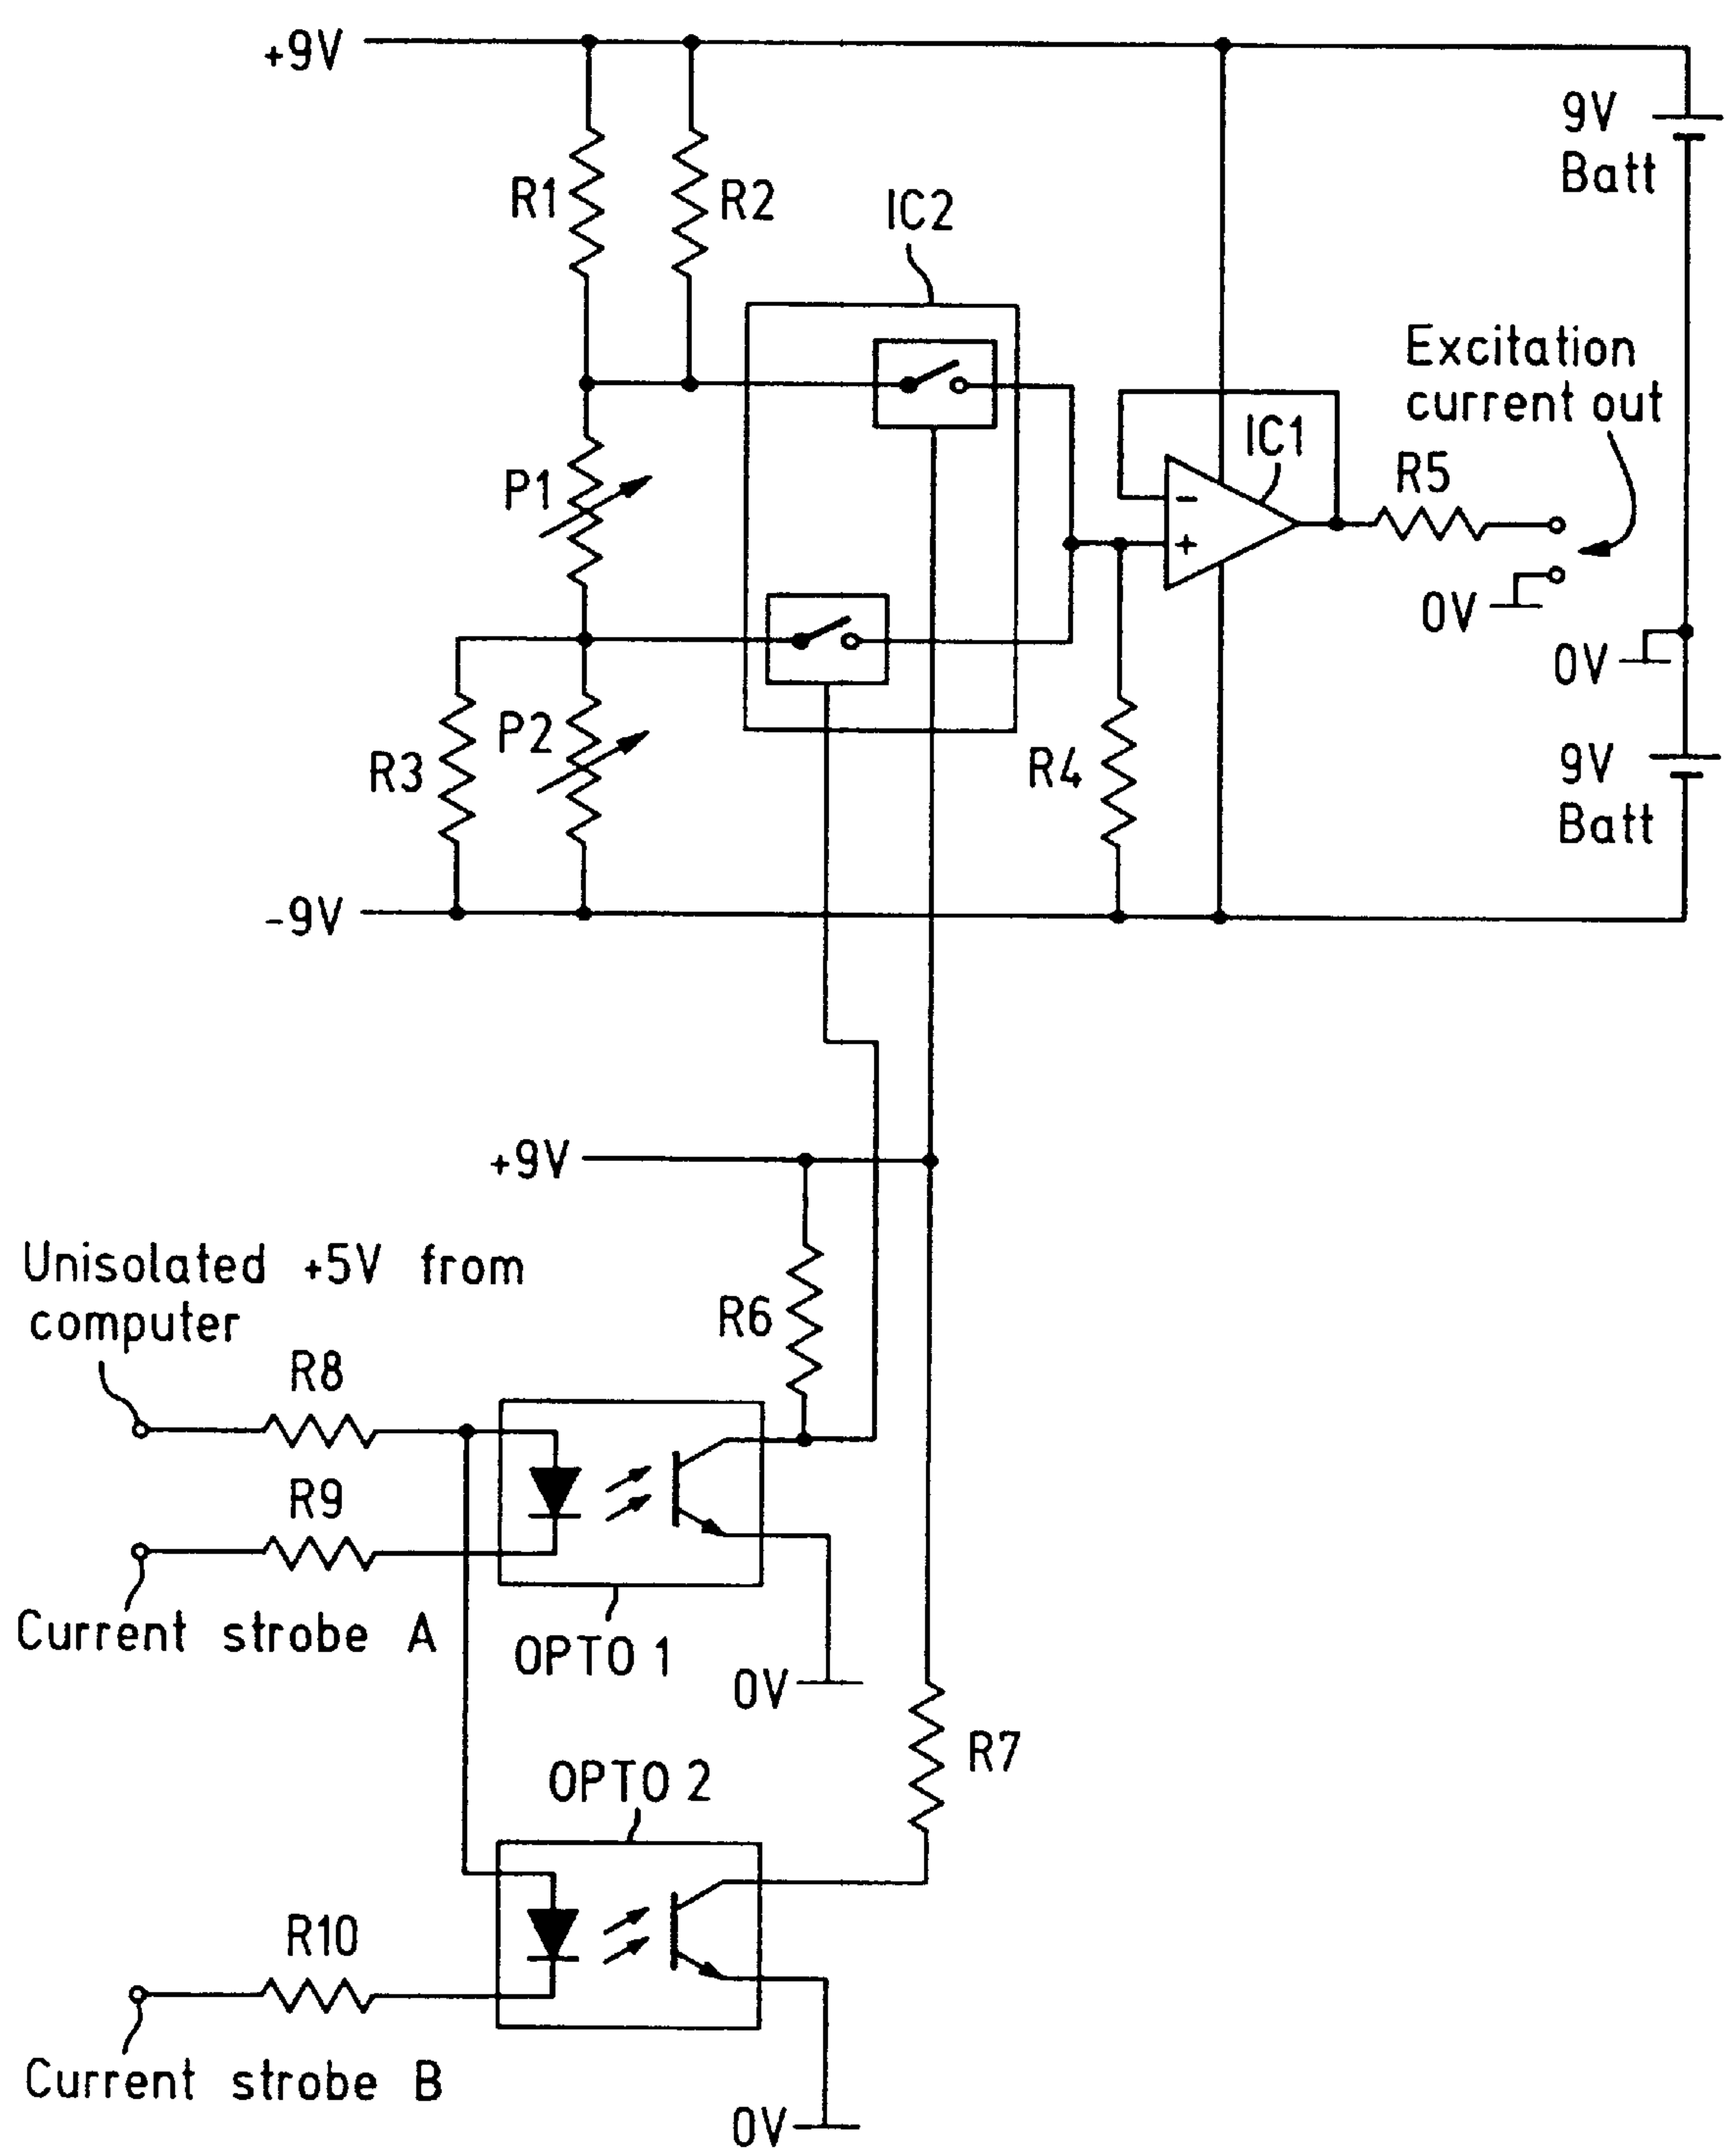 +9V
9V
Batt
R1
R2
IC2
Excitation
current out
IC1
P1
R5
−
+
0V
0V
R3
P2
R4
9V
Batt
-9V
+9V
Unisolated +5V from
computer
R6
R8
R9
Current strobe A
OPTO 1
0V
R7
OPTO 2
R10
Current strobe B
0V